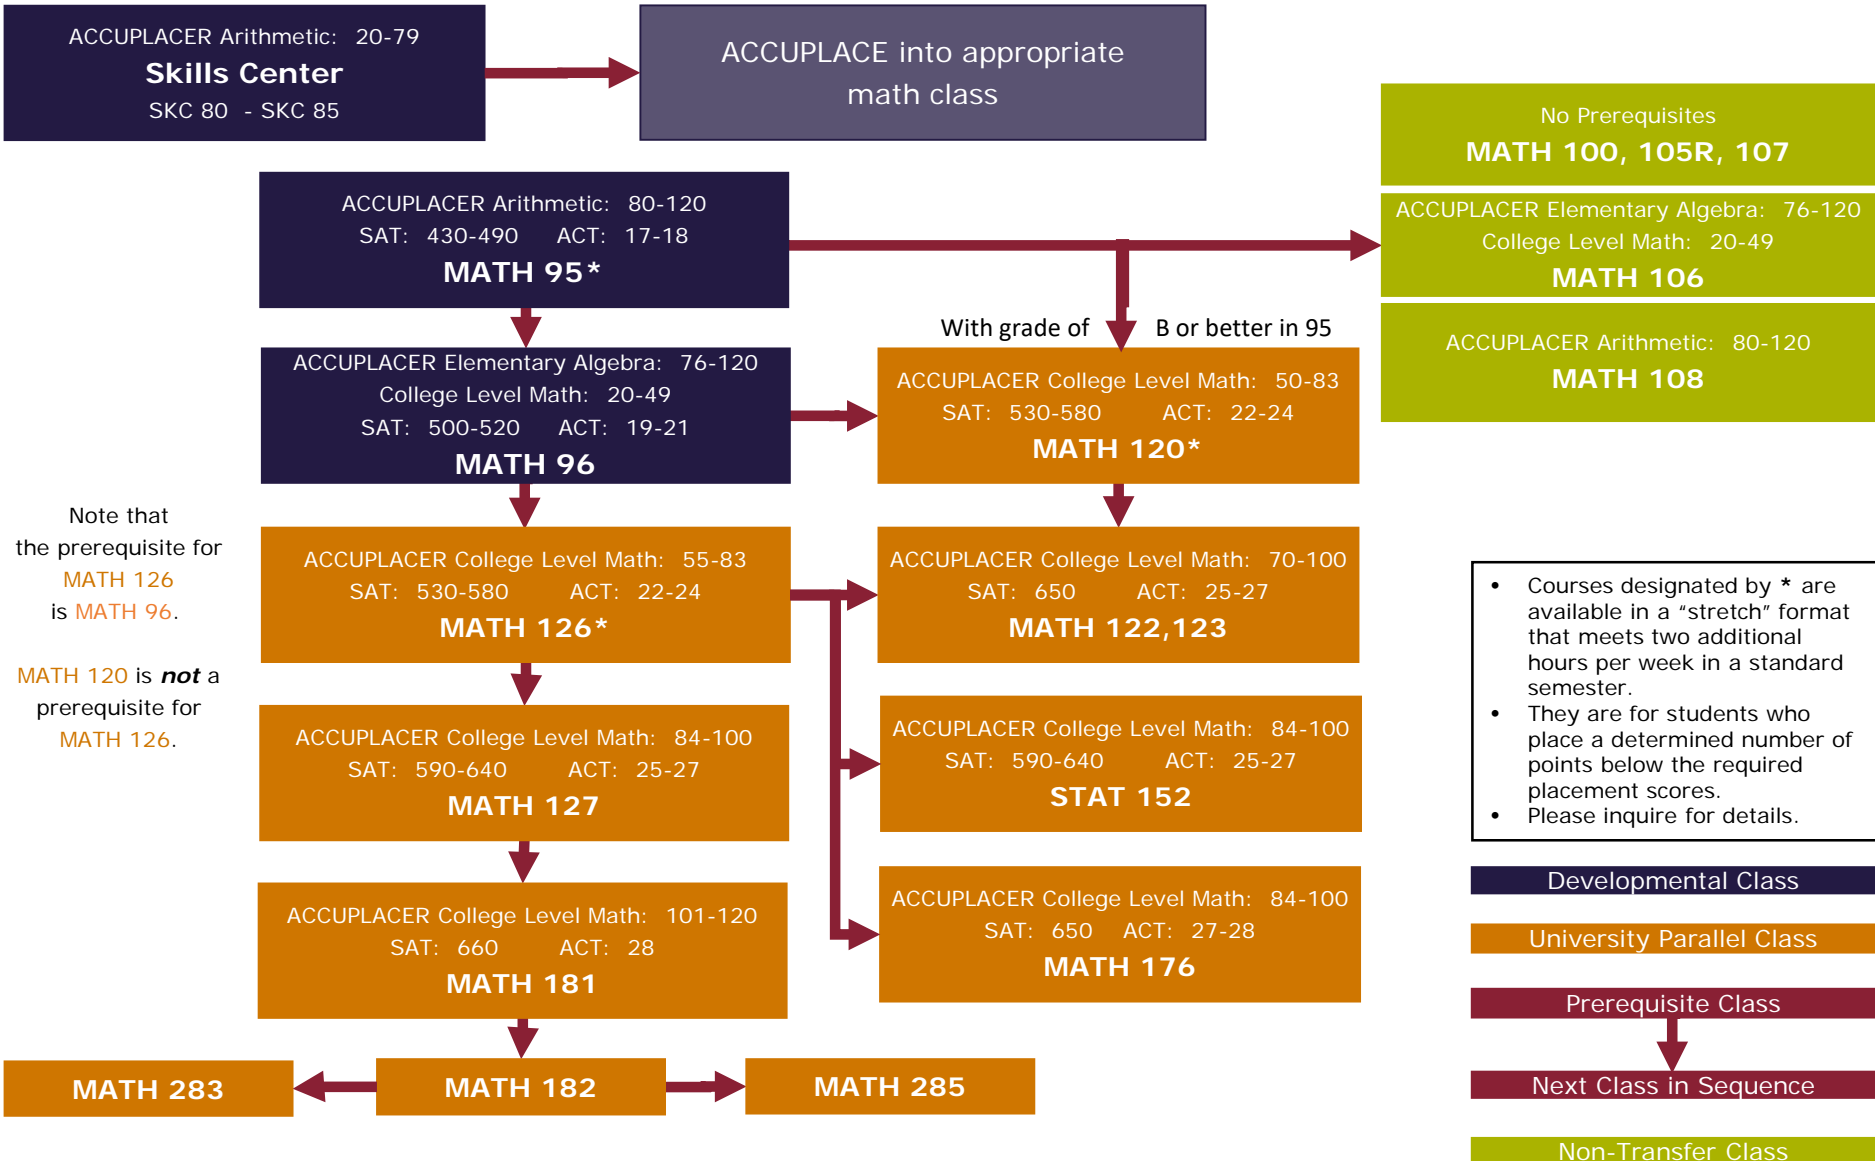 ACCUPLACER Arithmetic: 20-79
Skills Center
SKC 80 - SKC 85
ACCUPLACE into appropriate
math class
No Prerequisites
MATH 100, 105R, 107
ACCUPLACER Elementary Algebra: 76-120
College Level Math: 20-49
MATH 106
ACCUPLACER Arithmetic: 80-120
MATH 108
ACCUPLACER Arithmetic: 80-120
SAT: 430-490 ACT: 17-18
MATH 95*
With grade of B or better in 95
ACCUPLACER Elementary Algebra: 76-120
College Level Math: 20-49
SAT: 500-520 ACT: 19-21
MATH 96
ACCUPLACER College Level Math: 50-83
SAT: 530-580 ACT: 22-24
MATH 120*
Note that
the prerequisite for
MATH 126
is MATH 96.
MATH 120 is not a
prerequisite for
MATH 126.
ACCUPLACER College Level Math: 55-83
SAT: 530-580 ACT: 22-24
MATH 126*
ACCUPLACER College Level Math: 70-100
SAT: 650 ACT: 25-27
MATH 122,123
ACCUPLACER College Level Math: 84-100
SAT: 590-640 ACT: 25-27
MATH 127
ACCUPLACER College Level Math: 84-100
SAT: 590-640 ACT: 25-27
STAT 152
ACCUPLACER College Level Math: 101-120
SAT: 660 ACT: 28
MATH 181
ACCUPLACER College Level Math: 84-100
SAT: 650 ACT: 27-28
MATH 176
MATH 283
MATH 182
MATH 285
• Courses designated by * are
available in a “stretch” format
that meets two additional
hours per week in a standard
semester.
• They are for students who
place a determined number of
points below the required
placement scores.
• Please inquire for details.
Developmental Class
University Parallel Class
Prerequisite Class
Next Class in Sequence
Non-Transfer Class